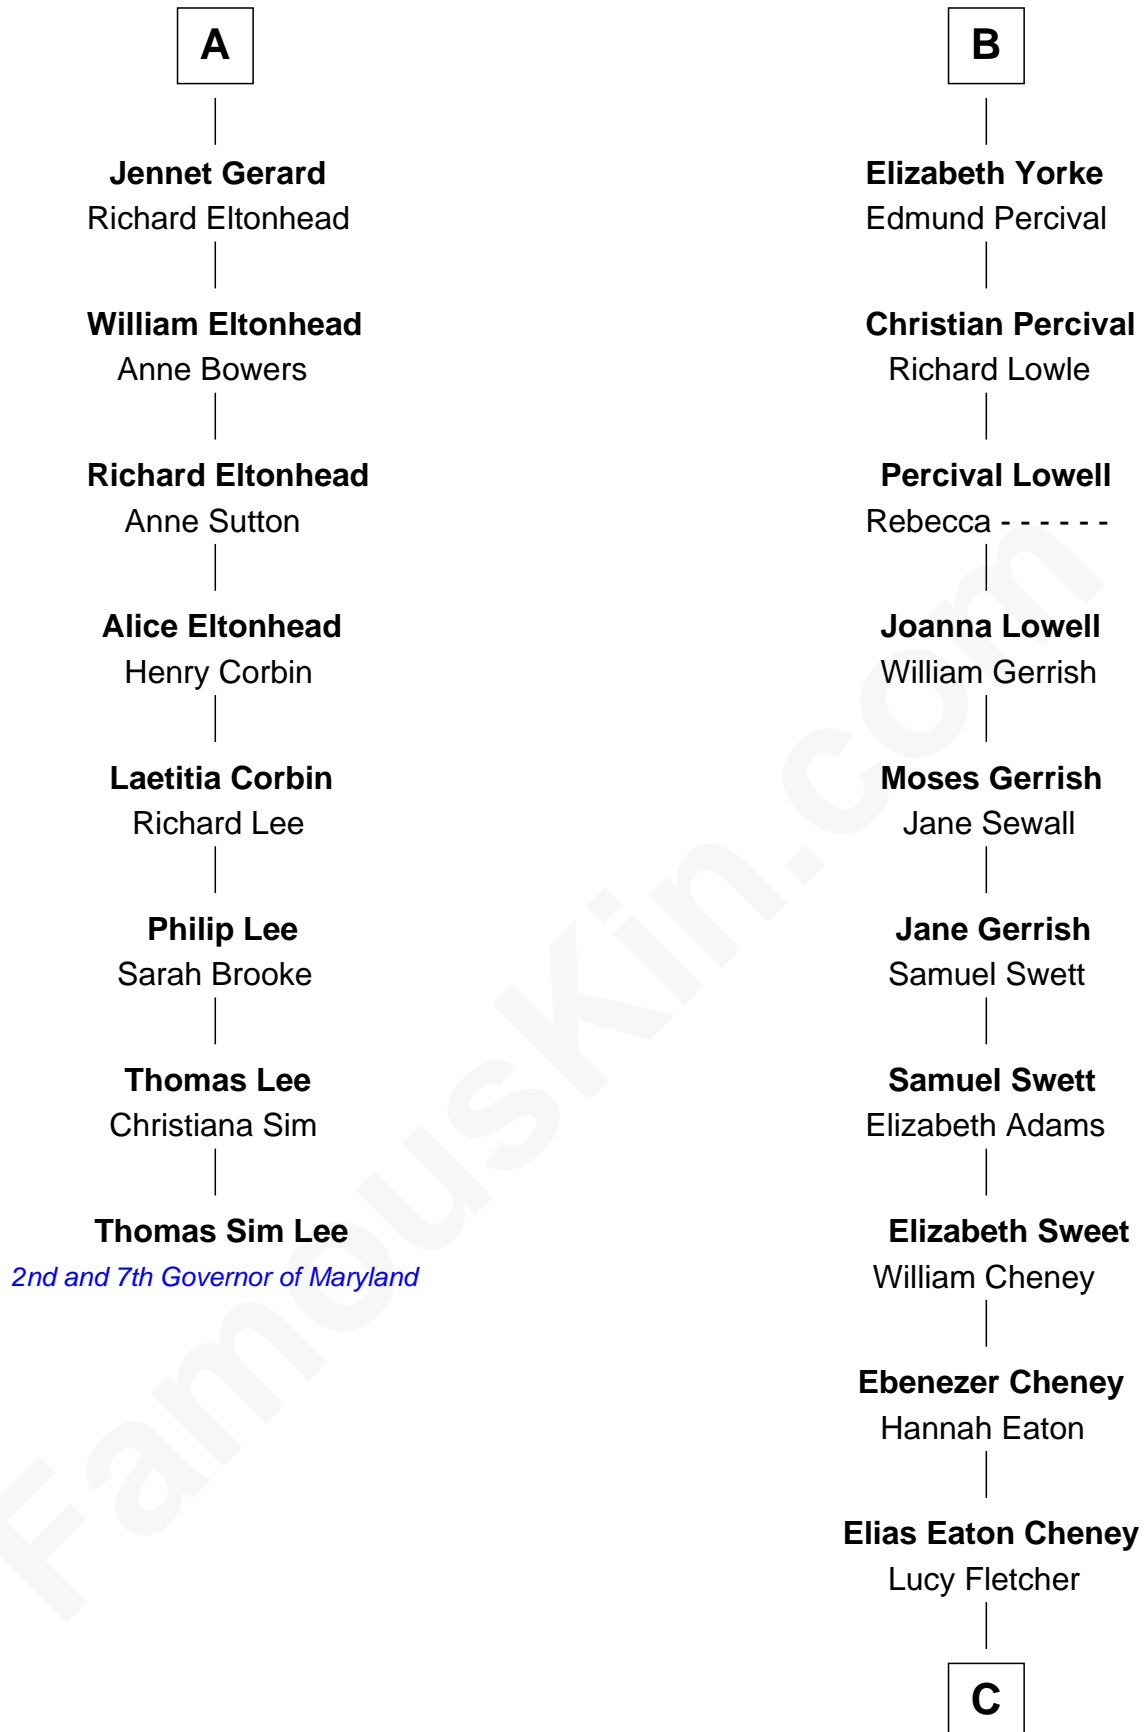 A
Jennet Gerard
Richard Eltonhead
William Eltonhead
Anne Bowers
Richard Eltonhead
Anne Sutton
Alice Eltonhead
Henry Corbin
Laetitia Corbin
Richard Lee
Philip Lee
Sarah Brooke
Thomas Lee
Christiana Sim
Thomas Sim Lee
2nd and 7th Governor of Maryland
B
Elizabeth Yorke
Edmund Percival
Christian Percival
Richard Lowle
Percival Lowell
Rebecca - - - - - -
Joanna Lowell
William Gerrish
Moses Gerrish
Jane Sewall
Jane Gerrish
Samuel Swett
Samuel Swett
Elizabeth Adams
Elizabeth Sweet
William Cheney
Ebenezer Cheney
Hannah Eaton
Elias Eaton Cheney
Lucy Fletcher
C
FamousKin.com